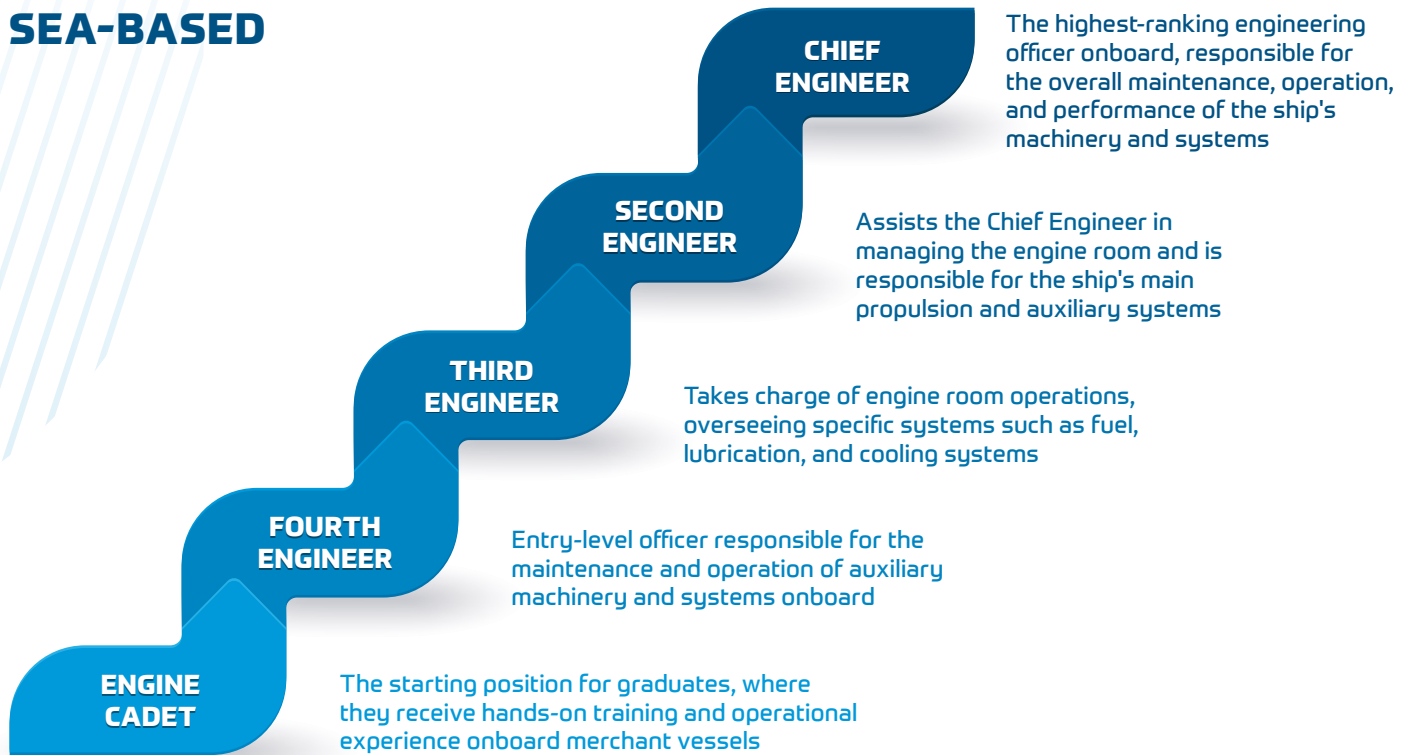 SEA-BASED
CHIEF
ENGINEER
The highest-ranking engineering
officer onboard, responsible for
the overall maintenance, operation,
and performance of the ship's
machinery and systems
SECOND
ENGINEER
Assists the Chief Engineer in
managing the engine room and is
responsible for the ship's main
propulsion and auxiliary systems
THIRD
ENGINEER
Takes charge of engine room operations,
overseeing specific systems such as fuel,
lubrication, and cooling systems
FOURTH
ENGINEER
Entry-level officer responsible for the
maintenance and operation of auxiliary
machinery and systems onboard
ENGINE
CADET
The starting position for graduates, where
they receive hands-on training and operational
experience onboard merchant vessels